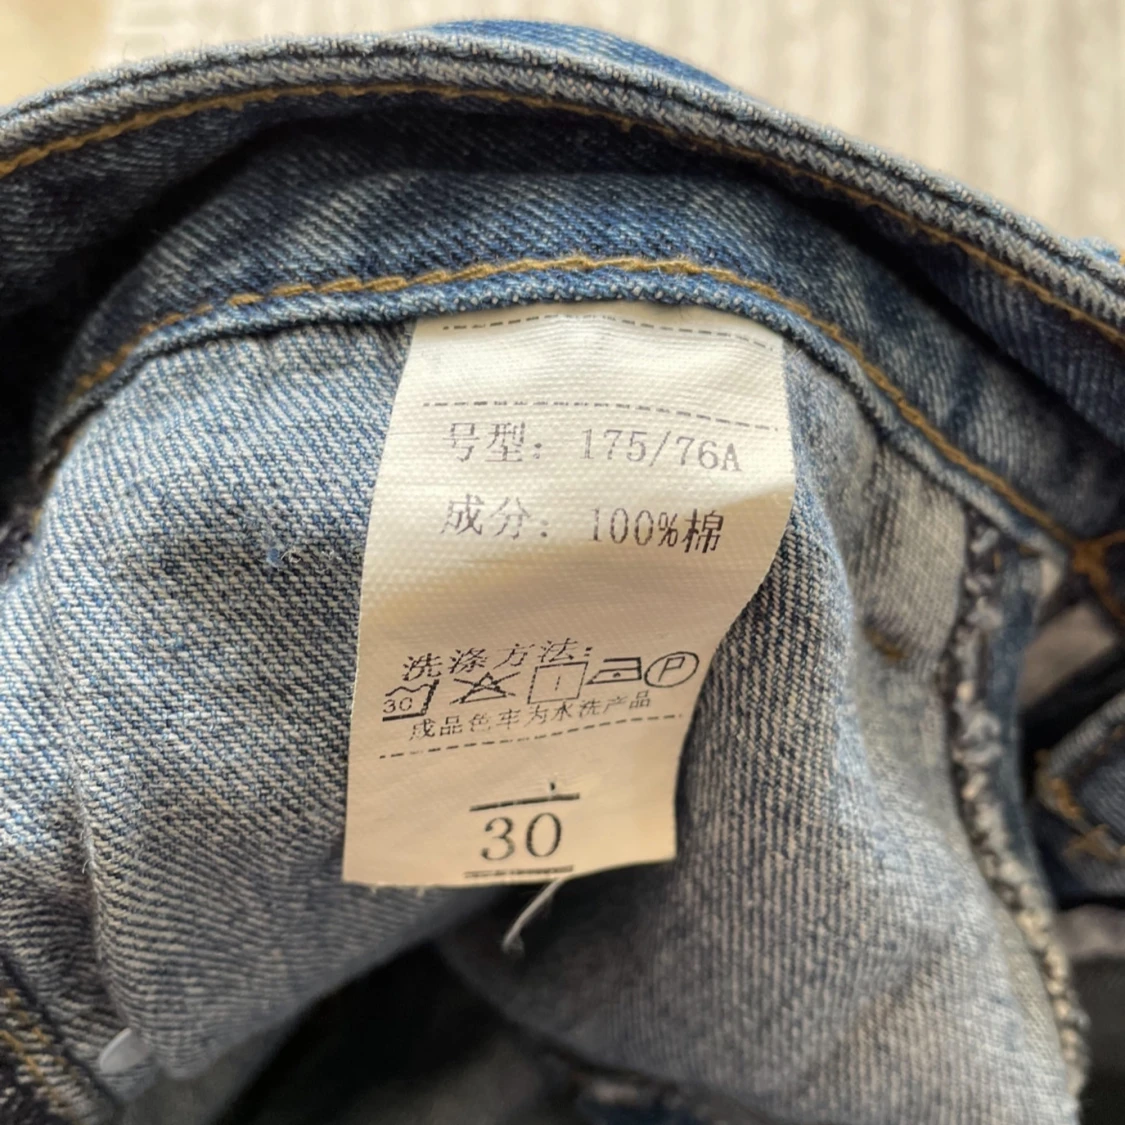 号型: 175/76A
成分: 100%棉
洗涤方法:
30 P
成品色牢为水洗产品
30